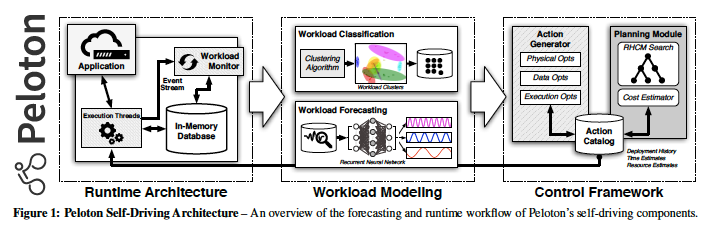 Peloton
Application
Workload
Monitor
Event
Stream
Execution Threads
In-Memory
Database
Runtime Architecture
Workload Classification
Clustering
Algorithm
Workload Clusters
Workload Forecasting
Recurrent Neural Network
Workload Modeling
Action
Generator
Physical Opts
Data Opts
Execution Opts
Planning Module
RHCM Search
Cost Estimator
Action
Catalog
Deployment History
Time Estimates
Resource Estimates
Control Framework
Figure 1: Peloton Self-Driving Architecture – An overview of the forecasting and runtime workflow of Peloton's self-driving components.